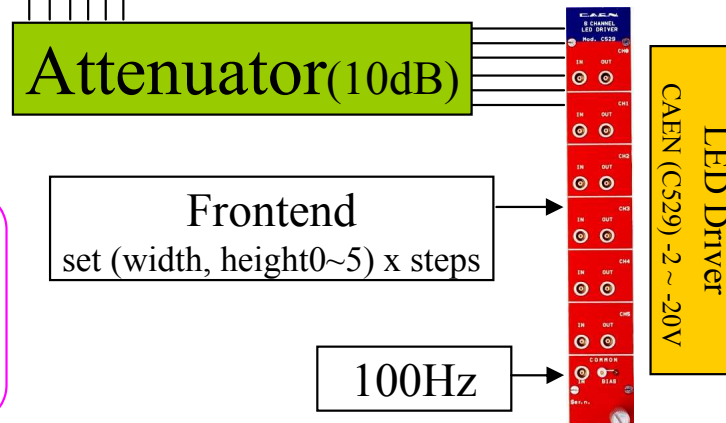 Attenuator(10dB)
CAEN
6 CHANNEL
LED DRIVER
Mod. C529
CH0
IN OUT
CH1
IN OUT
CH2
IN OUT
Frontend
set (width, height0~5) x steps
CH3
IN OUT
CH4
IN OUT
CH5
IN OUT
100Hz
COMMON
IN BIAS
Ser.n.
LED Driver
CAEN (C529) -2 ~ -20V